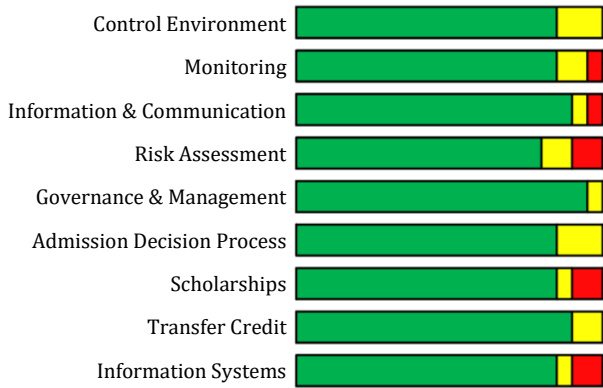 Control Environment
Monitoring
Information & Communication
Risk Assessment
Governance & Management
Admission Decision Process
Scholarships
Transfer Credit
Information Systems